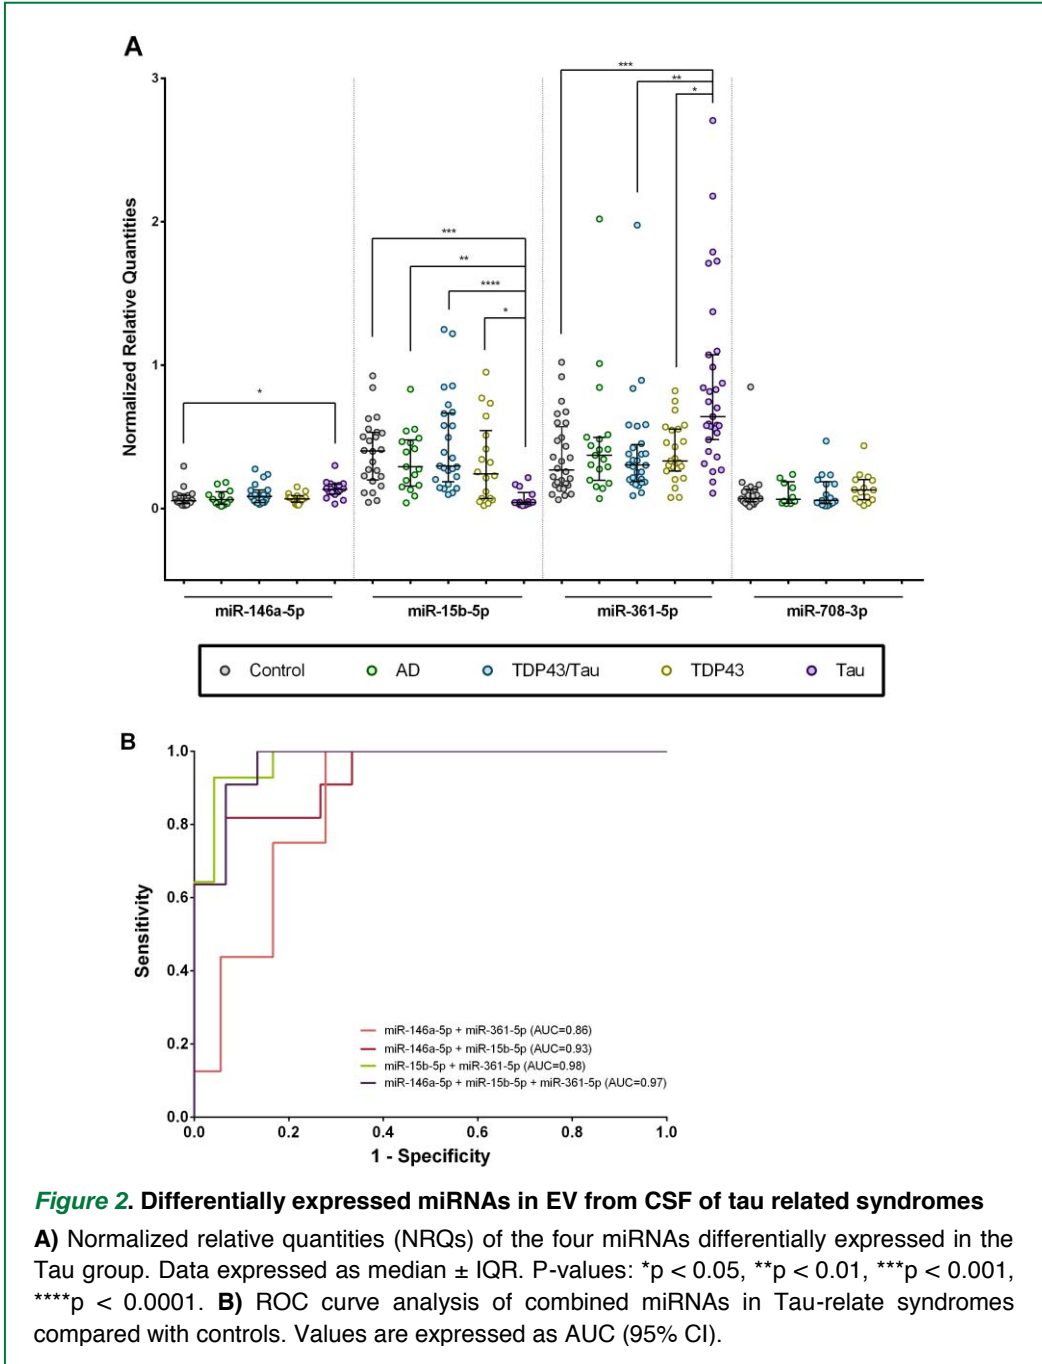 A
***
**
*
3
2
1
0
Normalized Relative Quantities
***
**
****
*
*
miR-146a-5p
miR-15b-5p
miR-361-5p
miR-708-3p
Control
AD
TDP43/Tau
TDP43
Tau
B
1.0
0.8
0.6
0.4
0.2
0.0
Sensitivity
miR-146a-5p + miR-361-5p (AUC=0.86)
miR-146a-5p + miR-15b-5p (AUC=0.93)
miR-15b-5p + miR-361-5p (AUC=0.98)
miR-146a-5p + miR-15b-5p + miR-361-5p (AUC=0.97)
0.0 0.2 0.4 0.6 0.8 1.0
1 - Specificity
Figure 2. Differentially expressed miRNAs in EV from CSF of tau related syndromes
A) Normalized relative quantities (NRQs) of the four miRNAs differentially expressed in the
Tau group. Data expressed as median ± IQR. P-values: *p < 0.05, **p < 0.01, ***p < 0.001,
****p < 0.0001. B) ROC curve analysis of combined miRNAs in Tau-relate syndromes
compared with controls. Values are expressed as AUC (95% CI).